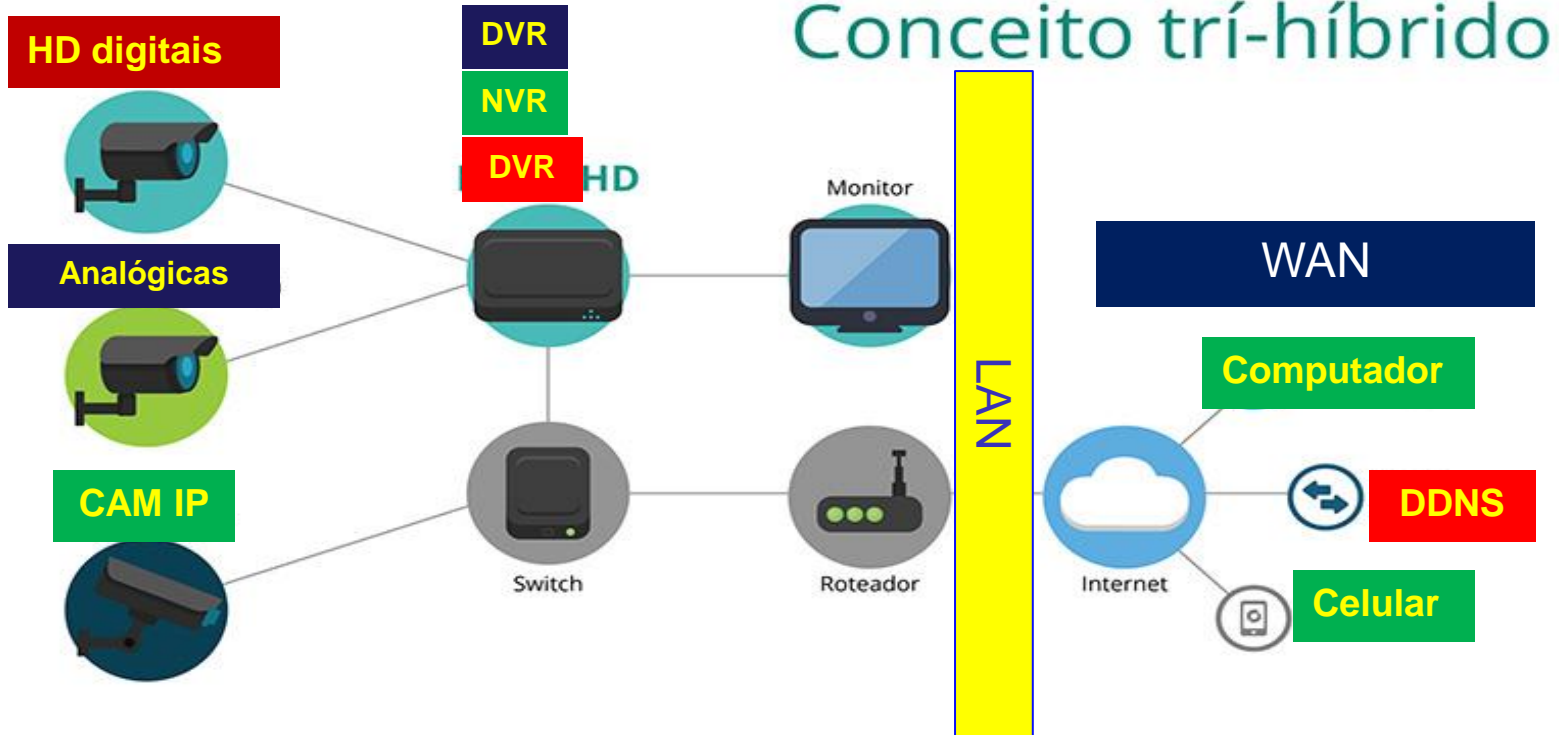 Conceito trí-híbrido
HD digitais
DVR
NVR
DVR
HD
Monitor
Analógicas
WAN
LAN
Computador
CAM IP
DDNS
Switch
Roteador
Internet
Celular